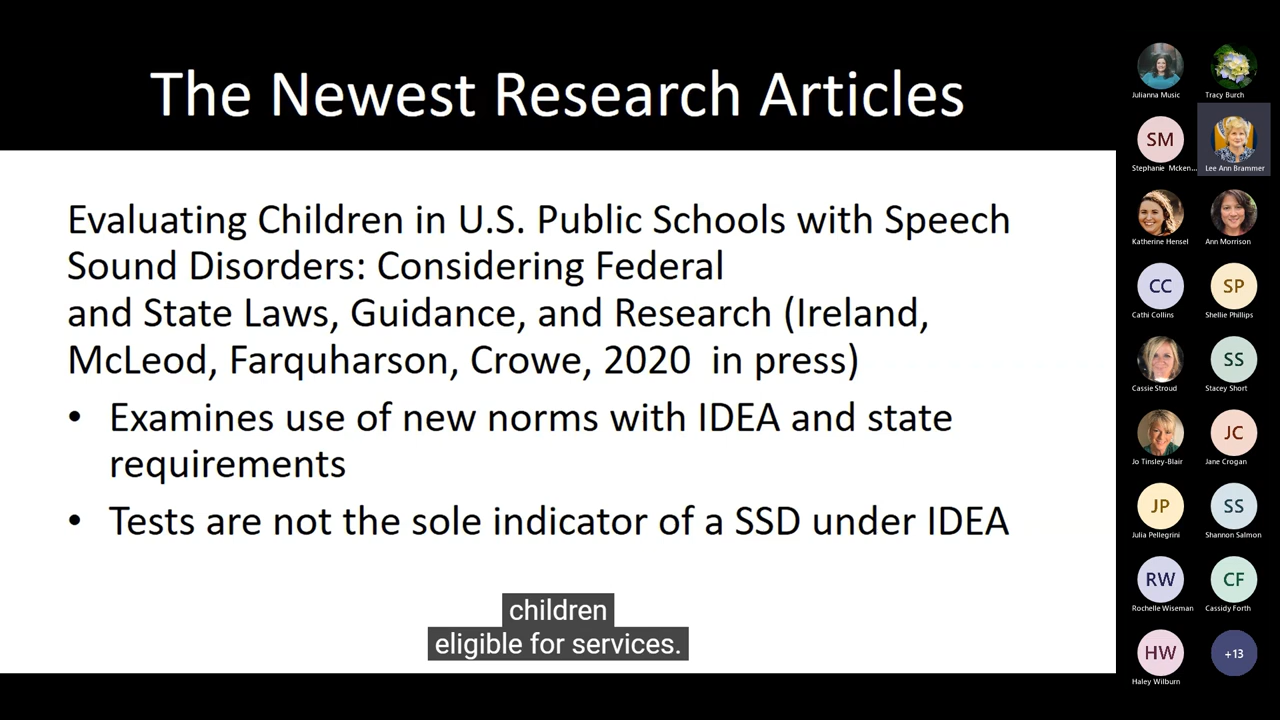 The Newest Research Articles
Evaluating Children in U.S. Public Schools with Speech
Sound Disorders: Considering Federal
and State Laws, Guidance, and Research (Ireland,
McLeod, Farquharson, Crowe, 2020  in press)
• Examines use of new norms with IDEA and state
requirements
• Tests are not the sole indicator of a SSD under IDEA
children
eligible for services.
Julianna Music
Tracy Burch
SM
Stephanie Mcken...
Lee Ann Brammer
Katherine Hensel
Ann Morrison
CC
Cathi Collins
SP
Shellie Phillips
Cassie Stroud
SS
Stacey Short
Jo Tinsley-Blair
JC
Jane Crogan
JP
Julia Pellegrini
SS
Shannon Salmon
RW
Rochelle Wiseman
CF
Cassidy Forth
HW
Haley Wilburn
+13